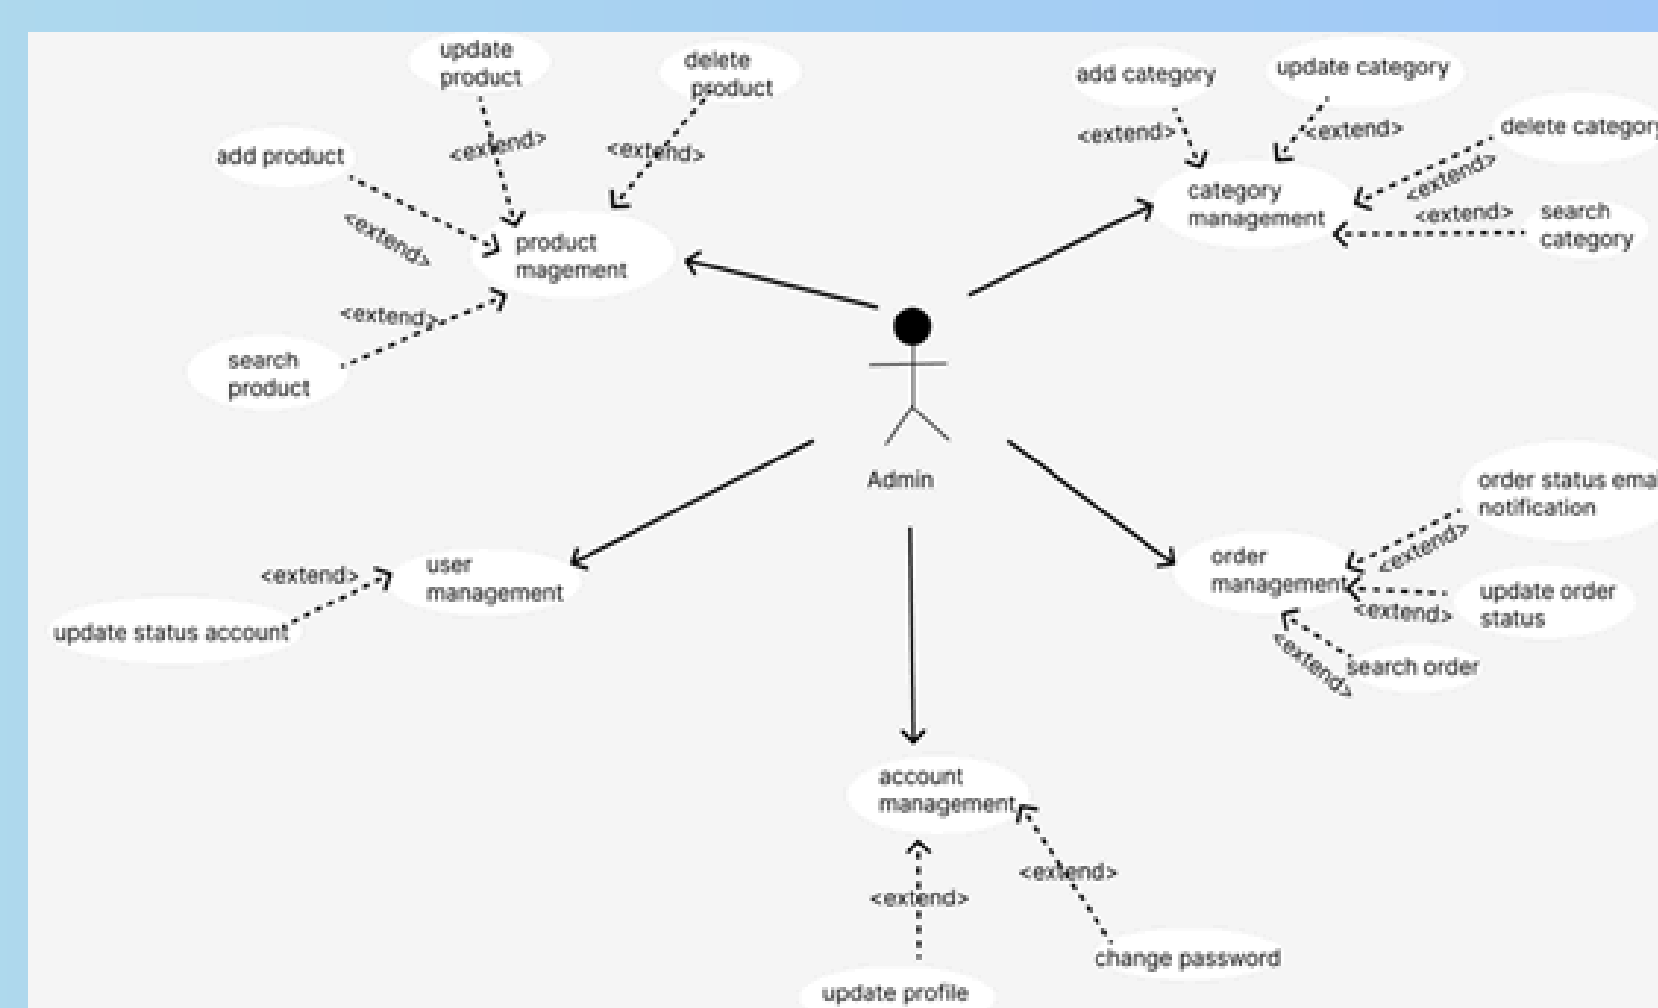 update
product
delete
product
add category
update category
<extend>
<extend>
<extend>
<extend>
delete category
add product
<extend>
<extend>
category
management
<extend>
search
category
<extend>
product
magement
<extend>
search
product
Admin
order status emai
notification
<extend>
order
management
update order
status
<extend>
<extend>
user
management
update status account
search order
<extend>
account
management
<extend>
<extend>
change password
update profile